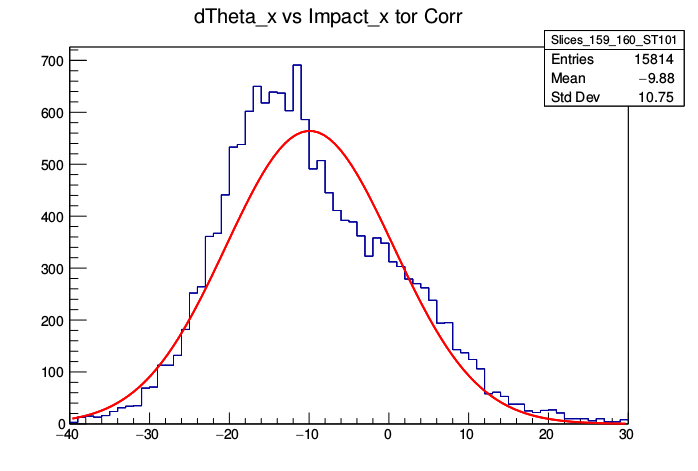 dTheta_x vs Impact_x tor Corr
Slices_159_160_ST101
Entries 15814
Mean −9.88
Std Dev 10.75
700
600
500
400
300
200
100
0
−40 −30 −20 −10 0 10 20 30